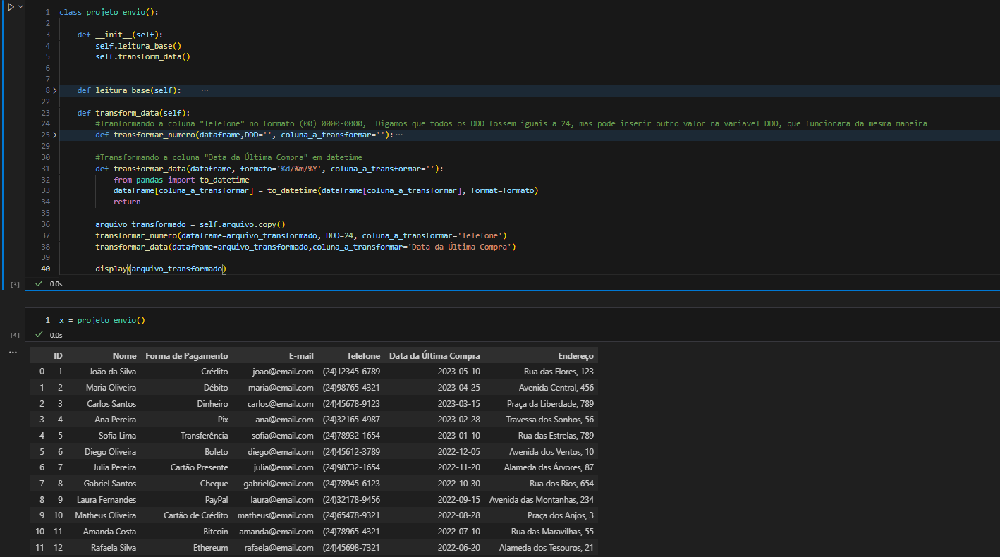 1 class projeto_envio():
2
3 def __init__(self):
4 self.leitura_base()
5 self.transform_data()
6
7
8 def leitura_base(self): ···
22
23 def transform_data(self):
24 #Tranformando a coluna "Telefone" no formato (00) 0000-0000, Digamos que todos os DDD fossem iguais a 24, mas pode inserir outro valor na variavel DDD, que funcionara da mesma maneira
25 def transformar_numero(dataframe,DDD='', coluna_a_transformar=''):···
29
30 #Transformando a coluna "Data da Última Compra" em datetime
31 def transformar_data(dataframe, formato='%d/%m/%Y', coluna_a_transformar=''):
32 from pandas import to_datetime
33 dataframe[coluna_a_transformar] = to_datetime(dataframe[coluna_a_transformar], format=formato)
34 return
35
36 arquivo_transformado = self.arquivo.copy()
37 transformar_numero(dataframe=arquivo_transformado, DDD=24, coluna_a_transformar='Telefone')
38 transformar_data(dataframe=arquivo_transformado,coluna_a_transformar='Data da Última Compra')
39
40 display(arquivo_transformado)
[3] 0.0s
1 x = projeto_envio()
[4] 0.0s
ID Nome Forma de Pagamento E-mail Telefone Data da Última Compra Endereço
0 1 João da Silva Crédito joao@email.com (24)12345-6789 2023-05-10 Rua das Flores, 123
1 2 Maria Oliveira Débito maria@email.com (24)98765-4321 2023-04-25 Avenida Central, 456
2 3 Carlos Santos Dinheiro carlos@email.com (24)45678-9123 2023-03-15 Praça da Liberdade, 789
3 4 Ana Pereira Pix ana@email.com (24)32165-4987 2023-02-28 Travessa dos Sonhos, 56
4 5 Sofia Lima Transferência sofia@email.com (24)78932-1654 2023-01-10 Rua das Estrelas, 789
5 6 Diego Oliveira Boleto diego@email.com (24)45612-3789 2022-12-05 Avenida dos Ventos, 10
6 7 Julia Pereira Cartão Presente julia@email.com (24)98732-1654 2022-11-20 Alameda das Árvores, 87
7 8 Gabriel Santos Cheque gabriel@email.com (24)78945-6123 2022-10-30 Rua dos Rios, 654
8 9 Laura Fernandes PayPal laura@email.com (24)32178-9456 2022-09-15 Avenida das Montanhas, 234
9 10 Matheus Oliveira Cartão de Crédito matheus@email.com (24)65478-9321 2022-08-28 Praça dos Anjos, 3
10 11 Amanda Costa Bitcoin amanda@email.com (24)78965-4321 2022-07-10 Rua das Maravilhas, 55
11 12 Rafaela Silva Ethereum rafaela@email.com (24)45698-7321 2022-06-20 Alameda dos Tesouros, 21